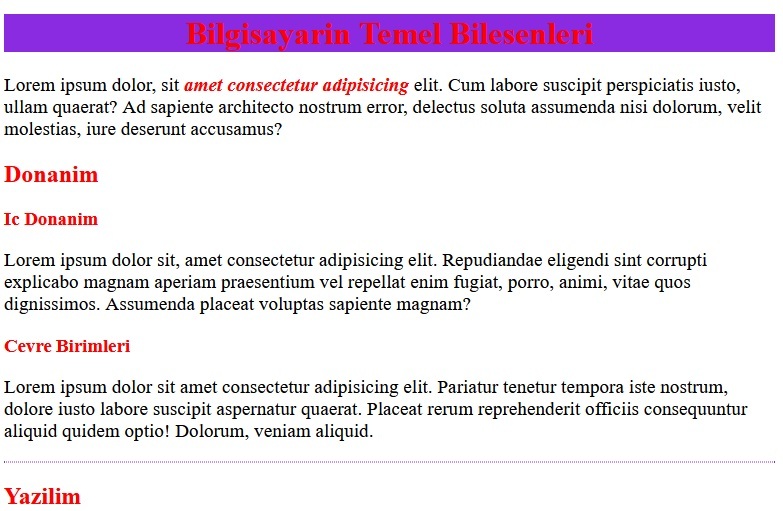 Bilgisayarin Temel Bilesenleri
Lorem ipsum dolor, sit amet consectetur adipisicing elit. Cum labore suscipit perspiciatis iusto,
ullam quaerat? Ad sapiente architecto nostrum error, delectus soluta assumenda nisi dolorum, velit
molestias, iure deserunt accusamus?
Donanim
Ic Donanim
Lorem ipsum dolor sit, amet consectetur adipisicing elit. Repudiandae eligendi sint corrupti
explicabo magnam aperiam praesentium vel repellat enim fugiat, porro, animi, vitae quos
dignissimos. Assumenda placeat voluptas sapiente magnam?
Cevre Birimleri
Lorem ipsum dolor sit amet consectetur adipisicing elit. Pariatur tenetur tempora iste nostrum,
dolore iusto labore suscipit aspernatur quaerat. Placeat rerum reprehenderit officiis consequuntur
aliquid quidem optio! Dolorum, veniam aliquid.
Yazilim